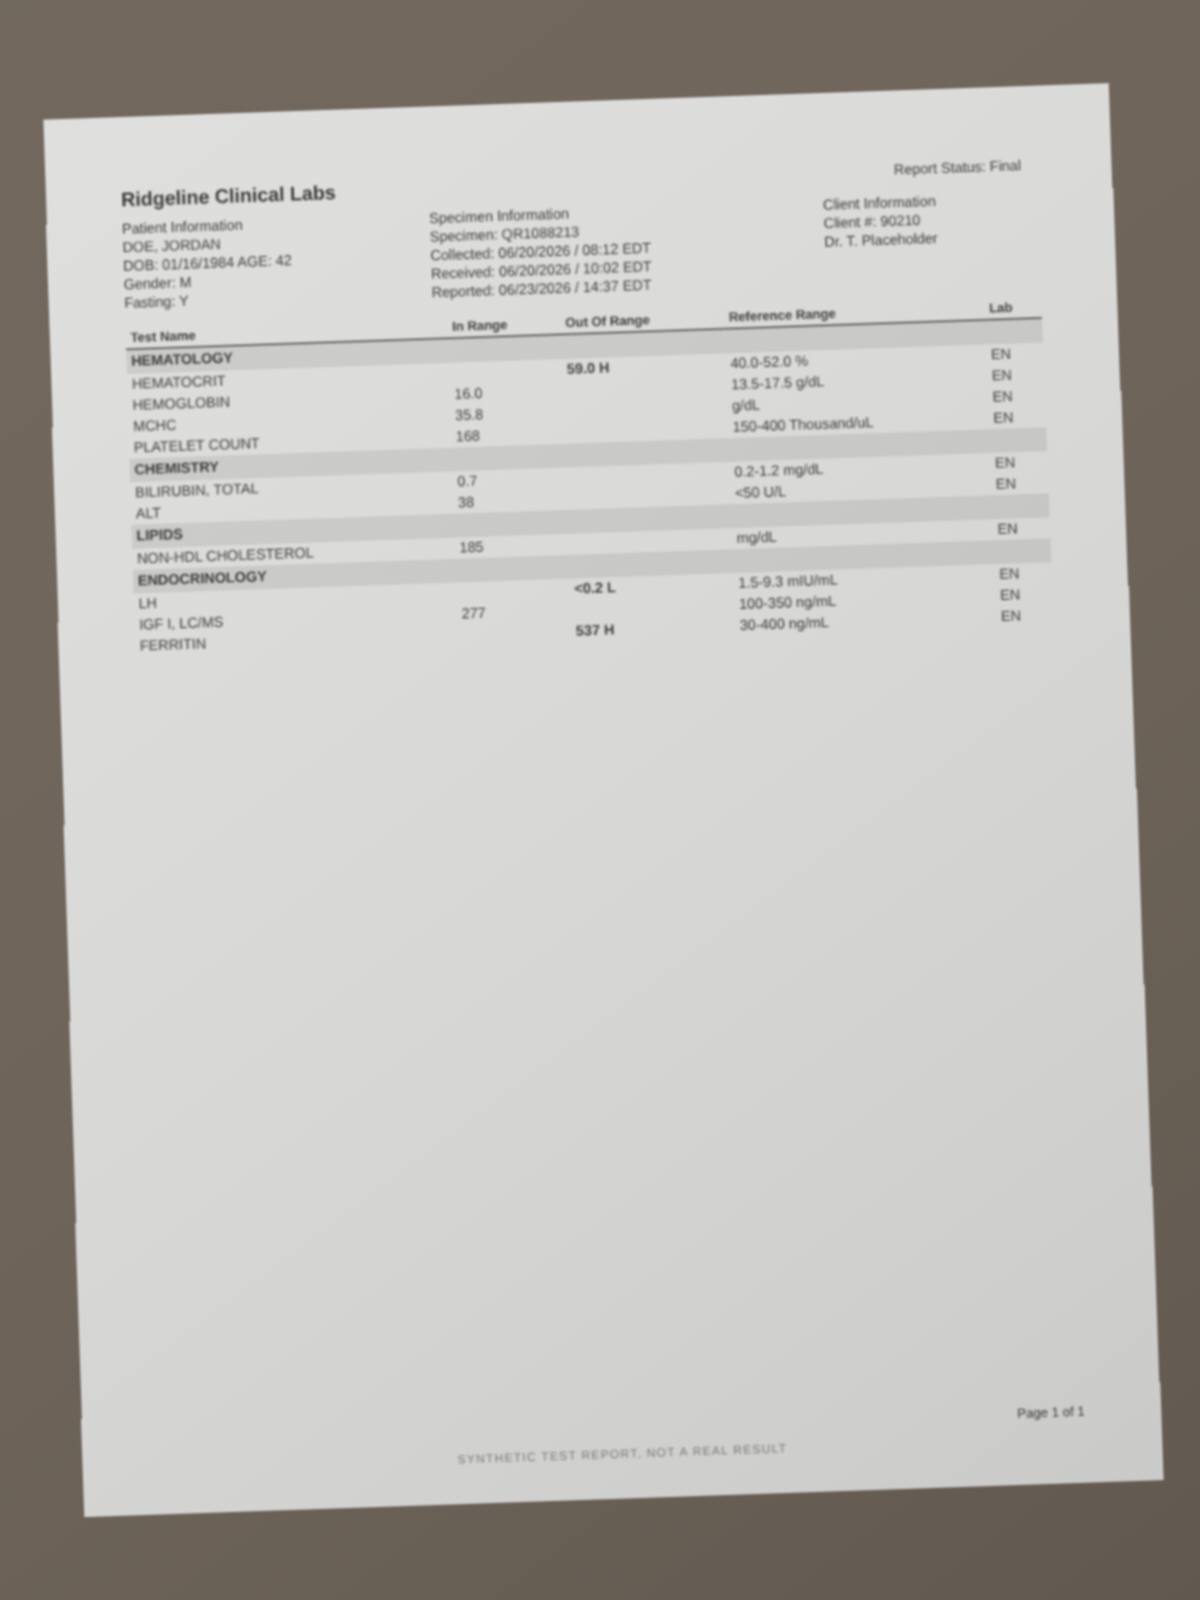 Report Status: Final
Ridgeline Clinical Labs
Patient Information
DOE, JORDAN
DOB: 01/16/1984 AGE: 42
Gender: M
Fasting: Y
Specimen Information
Specimen: QR1088213
Collected: 06/20/2026 / 08:12 EDT
Received: 06/20/2026 / 10:02 EDT
Reported: 06/23/2026 / 14:37 EDT
Client Information
Client #: 90210
Dr. T. Placeholder
Test Name In Range Out Of Range Reference Range Lab
HEMATOLOGY
HEMATOCRIT 59.0 H 40.0-52.0 % EN
HEMOGLOBIN 16.0 13.5-17.5 g/dL EN
MCHC 35.8 g/dL EN
PLATELET COUNT 168 150-400 Thousand/uL EN
CHEMISTRY
BILIRUBIN, TOTAL 0.7 0.2-1.2 mg/dL EN
ALT 38 <50 U/L EN
LIPIDS
NON-HDL CHOLESTEROL 185 mg/dL EN
ENDOCRINOLOGY
LH <0.2 L 1.5-9.3 mIU/mL EN
IGF I, LC/MS 277 100-350 ng/mL EN
FERRITIN 537 H 30-400 ng/mL EN
Page 1 of 1
SYNTHETIC TEST REPORT, NOT A REAL RESULT